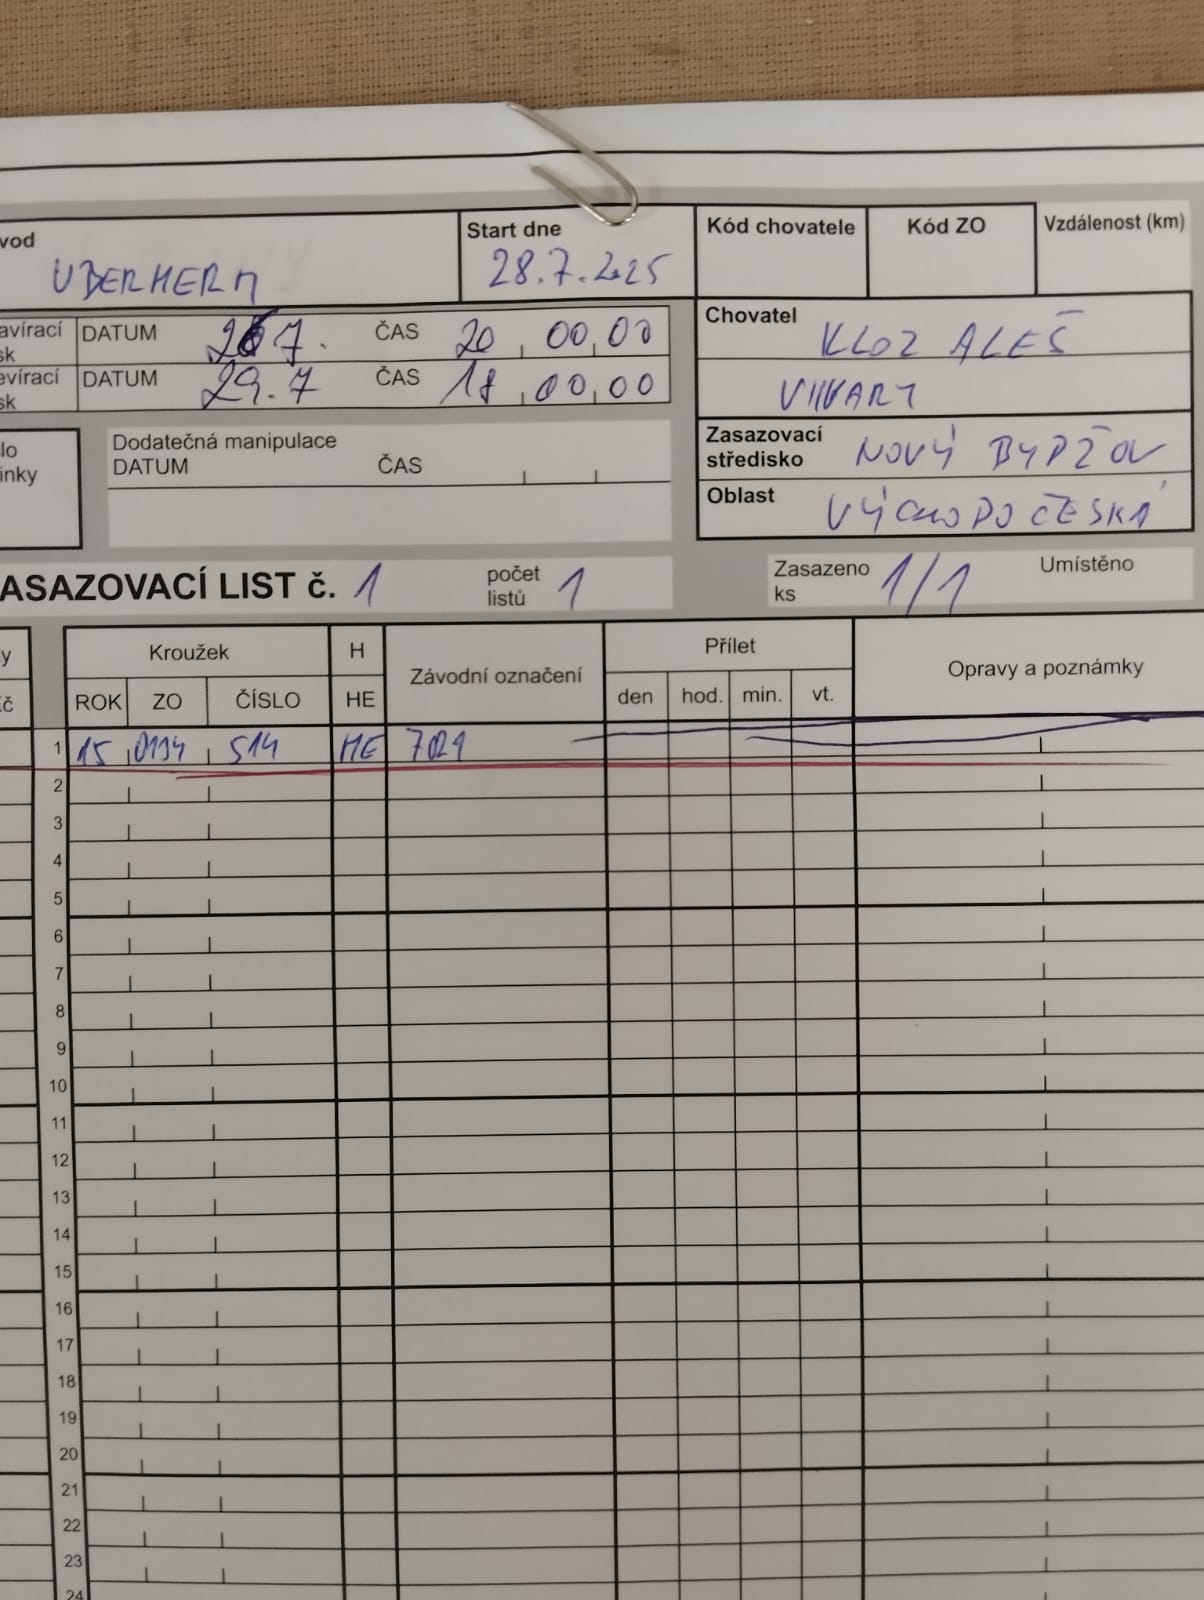 vod Start dne Kód chovatele Kód ZO Vzdálenost (km)
UBERHERM 28.7.2025
avírací DATUM 7. ČAS 20 00 00
sk
evírací DATUM 29.7 ČAS 18 00 00
sk
Chovatel KLOZ ALEŠ
Dodatečná manipulace
DATUM ČAS
lo
inky
Zasazovací
středisko NOVÝ BYDŽOV
Oblast VÝCHODOČESKÁ
ASAZOVACÍ LIST č. 1 počet
listů 1
Zasazeno
ks 1/1 Umístěno
y Kroužek H Závodní označení Přílet Opravy a poznámky
č ROK ZO ČÍSLO HE den hod. min. vt.
1 15 0194 514 HE
2
3
4
5
6
7
8
9
10
11
12
13
14
15
16
17
18
19
20
21
22
23
24